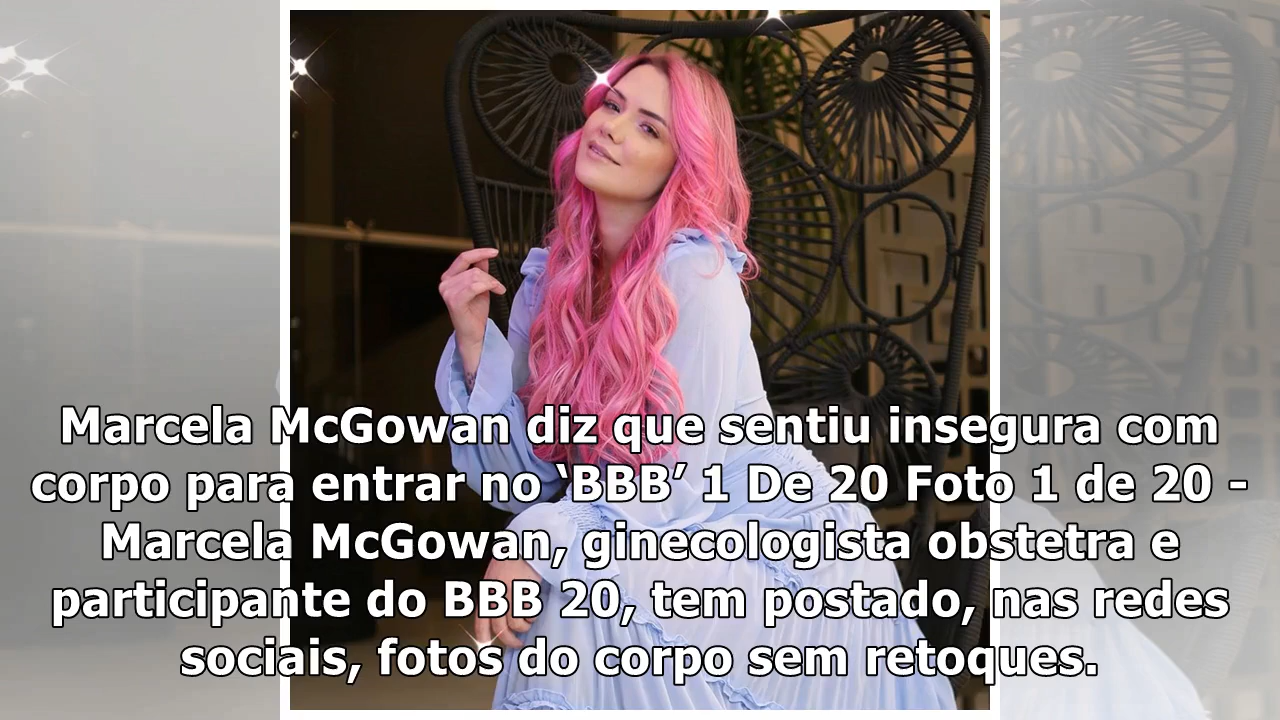 Marcela McGowan diz que sentiu insegura com
corpo para entrar no ‘BBB’ 1 De 20 Foto 1 de 20 -
Marcela McGowan, ginecologista obstetra e
participante do BBB 20, tem postado, nas redes
sociais, fotos do corpo sem retoques.